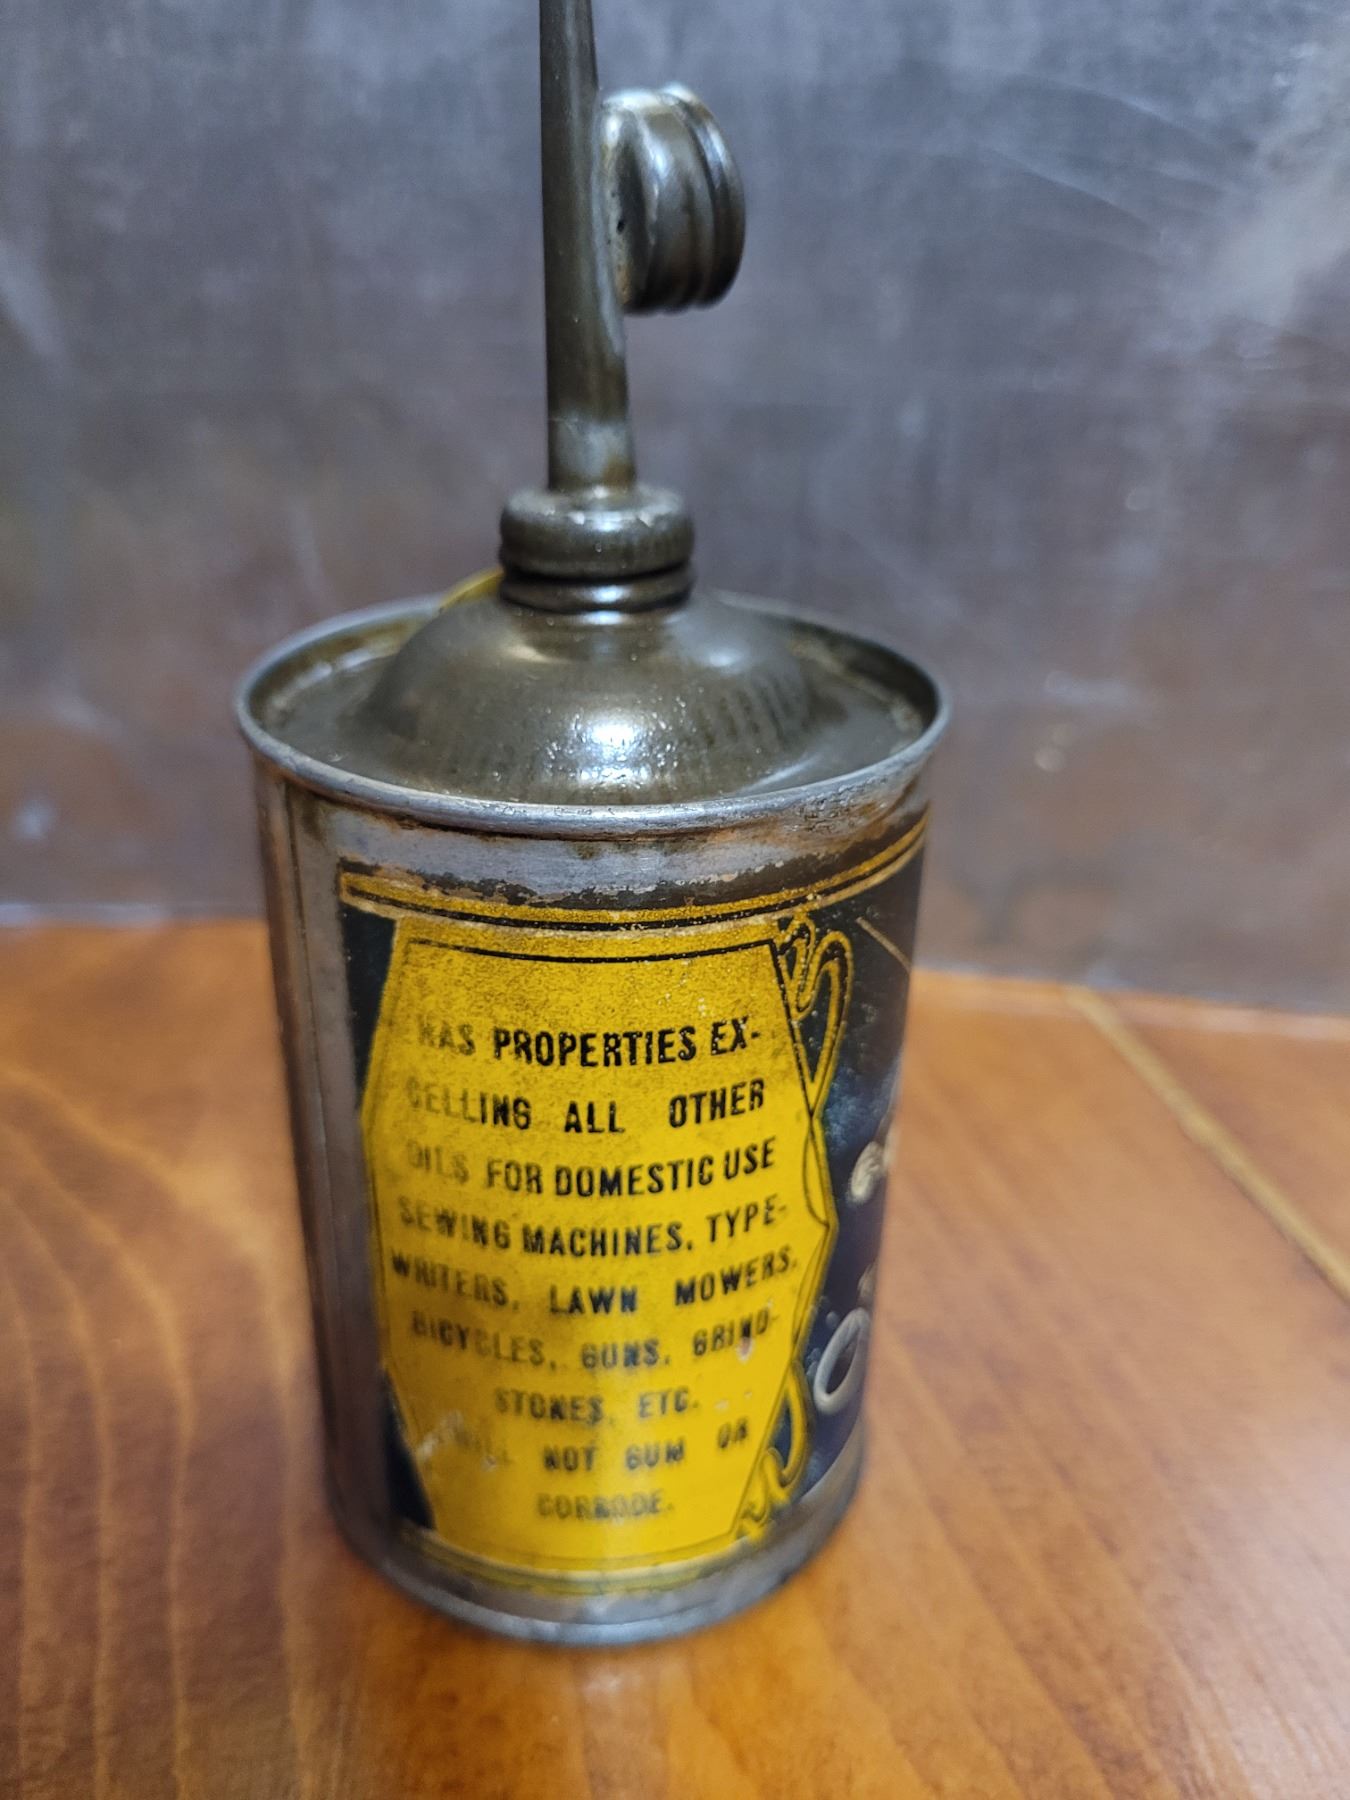 HAS PROPERTIES EX-
CELLING ALL OTHER
OILS FOR DOMESTIC USE
SEWING MACHINES, TYPE-
WRITERS, LAWN MOWERS,
BICYCLES, GUNS, GRIND-
STONES, ETC.
WILL NOT GUM OR
CORRODE.